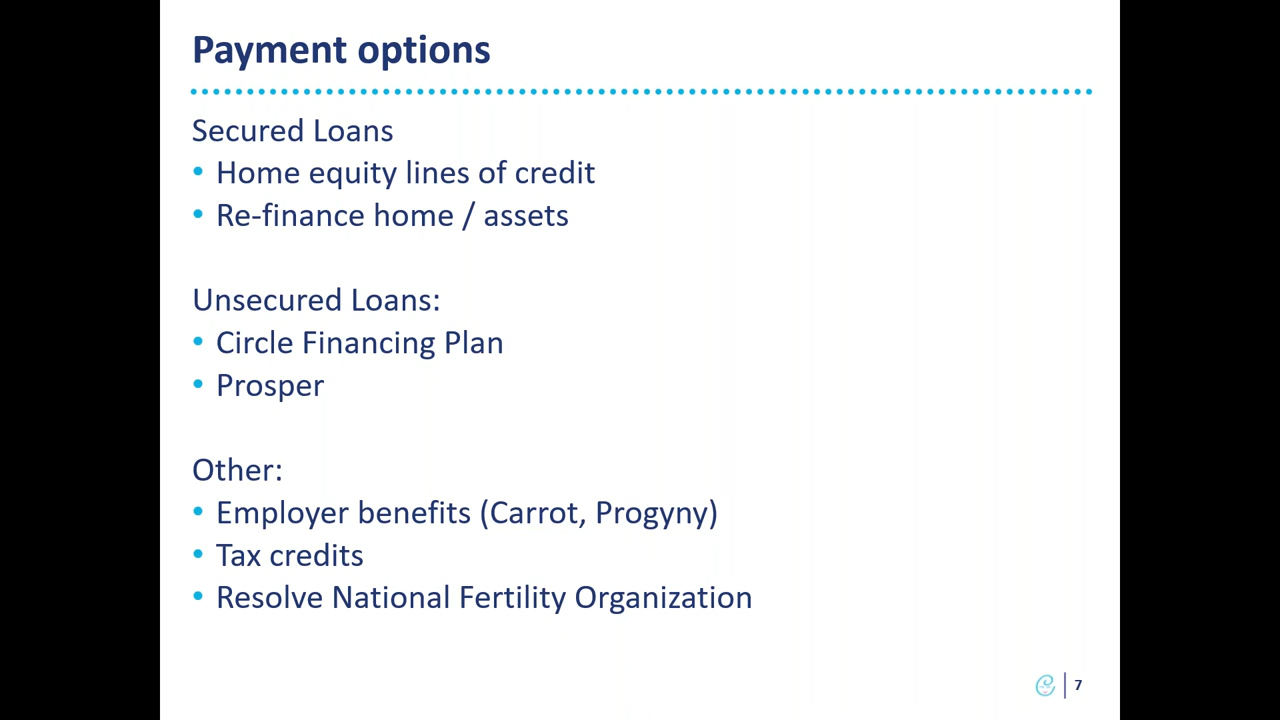 Payment options
Secured Loans
• Home equity lines of credit
• Re-finance home / assets
Unsecured Loans:
• Circle Financing Plan
• Prosper
Other:
• Employer benefits (Carrot, Progyny)
• Tax credits
• Resolve National Fertility Organization
7